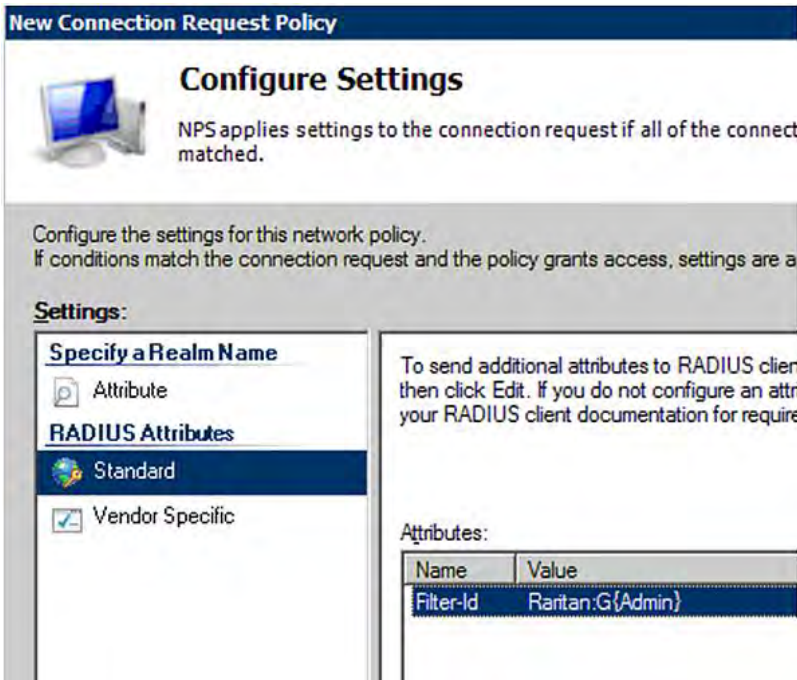 New Connection Request Policy
Configure Settings
NPS applies settings to the connection request if all of the connect
matched.
Configure the settings for this network policy.
If conditions match the connection request and the policy grants access, settings are a
Settings:
Specify a Realm Name
Attribute
RADIUS Attributes
Standard
Vendor Specific
To send additional attributes to RADIUS clien
then click Edit. If you do not configure an attr
your RADIUS client documentation for require
Attributes:
Name Value
Filter-Id Raritan:G{Admin}